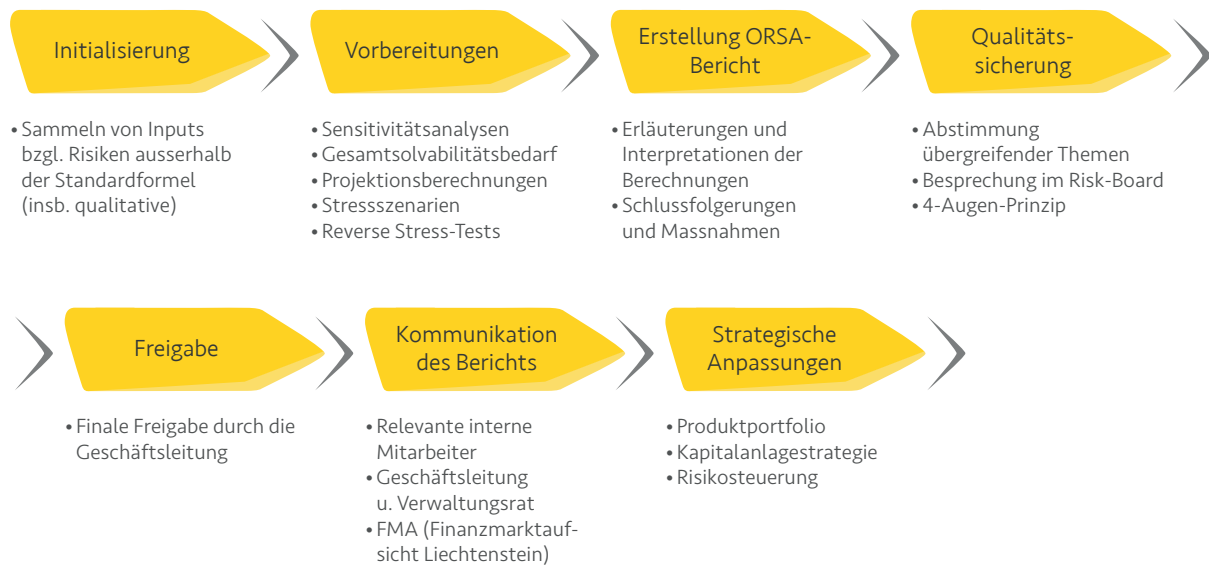 Initialisierung
• Sammeln von Inputs
bzgl. Risiken ausserhalb
der Standardformel
(insb. qualitative)
Vorbereitungen
• Sensitivitätsanalysen
• Gesamtsolvabilitätsbedarf
• Projektionsberechnungen
• Stressszenarien
• Reverse Stress-Tests
Erstellung ORSA-
Bericht
• Erläuterungen und
Interpretationen der
Berechnungen
• Schlussfolgerungen
und Massnahmen
Qualitäts-
sicherung
• Abstimmung
übergreifender Themen
• Besprechung im Risk-Board
• 4-Augen-Prinzip
Freigabe
• Finale Freigabe durch die
Geschäftsleitung
Kommunikation
des Berichts
• Relevante interne
Mitarbeiter
• Geschäftsleitung
u. Verwaltungsrat
• FMA (Finanzmarktauf-
sicht Liechtenstein)
Strategische
Anpassungen
• Produktportfolio
• Kapitalanlagestrategie
• Risikosteuerung